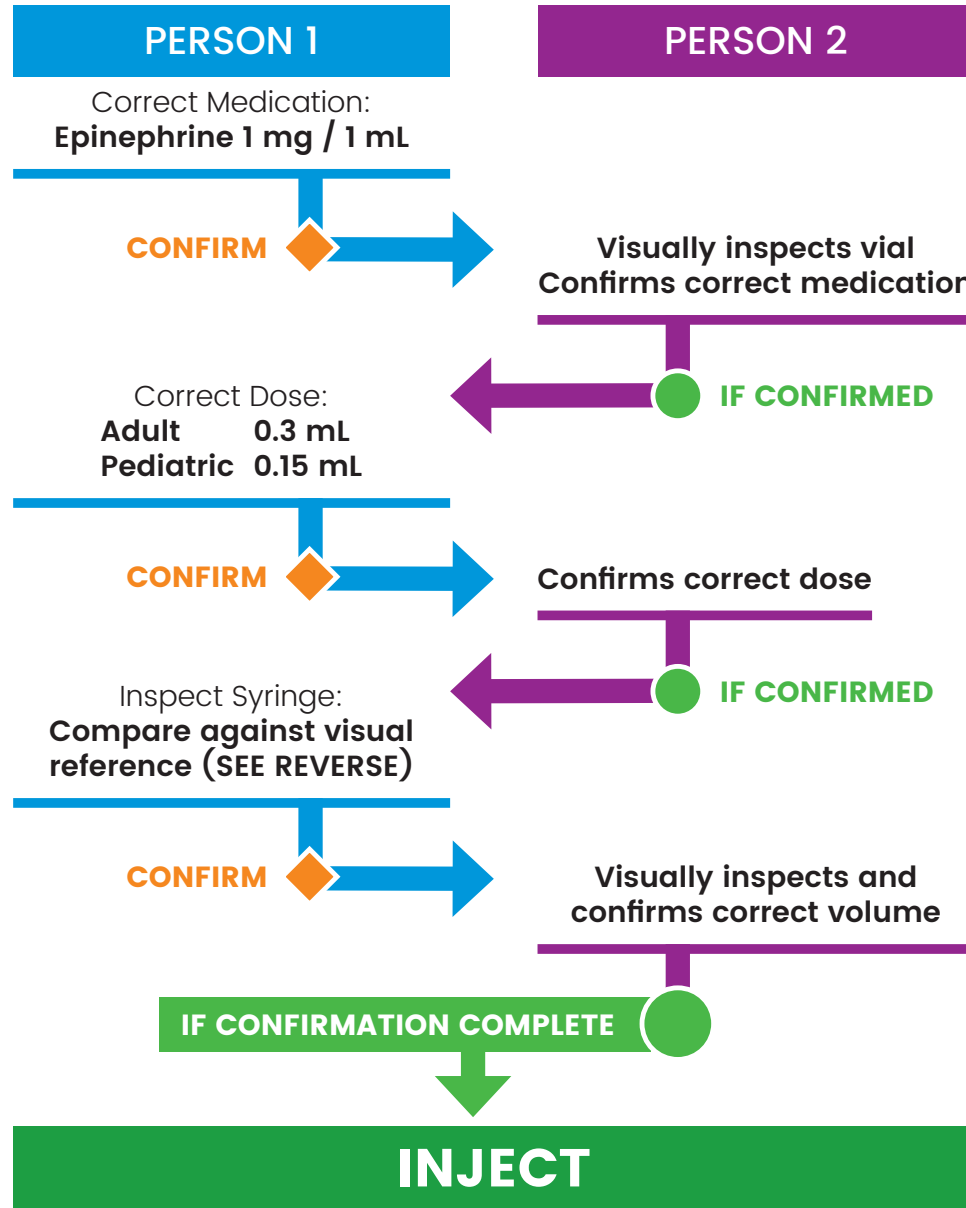 PERSON 1
PERSON 2
Correct Medication:
Epinephrine 1 mg / 1 mL
CONFIRM
Visually inspects vial
Confirms correct medication
IF CONFIRMED
Correct Dose:
Adult 0.3 mL
Pediatric 0.15 mL
CONFIRM
Confirms correct dose
IF CONFIRMED
Inspect Syringe:
Compare against visual
reference (SEE REVERSE)
CONFIRM
Visually inspects and
confirms correct volume
IF CONFIRMATION COMPLETE
INJECT